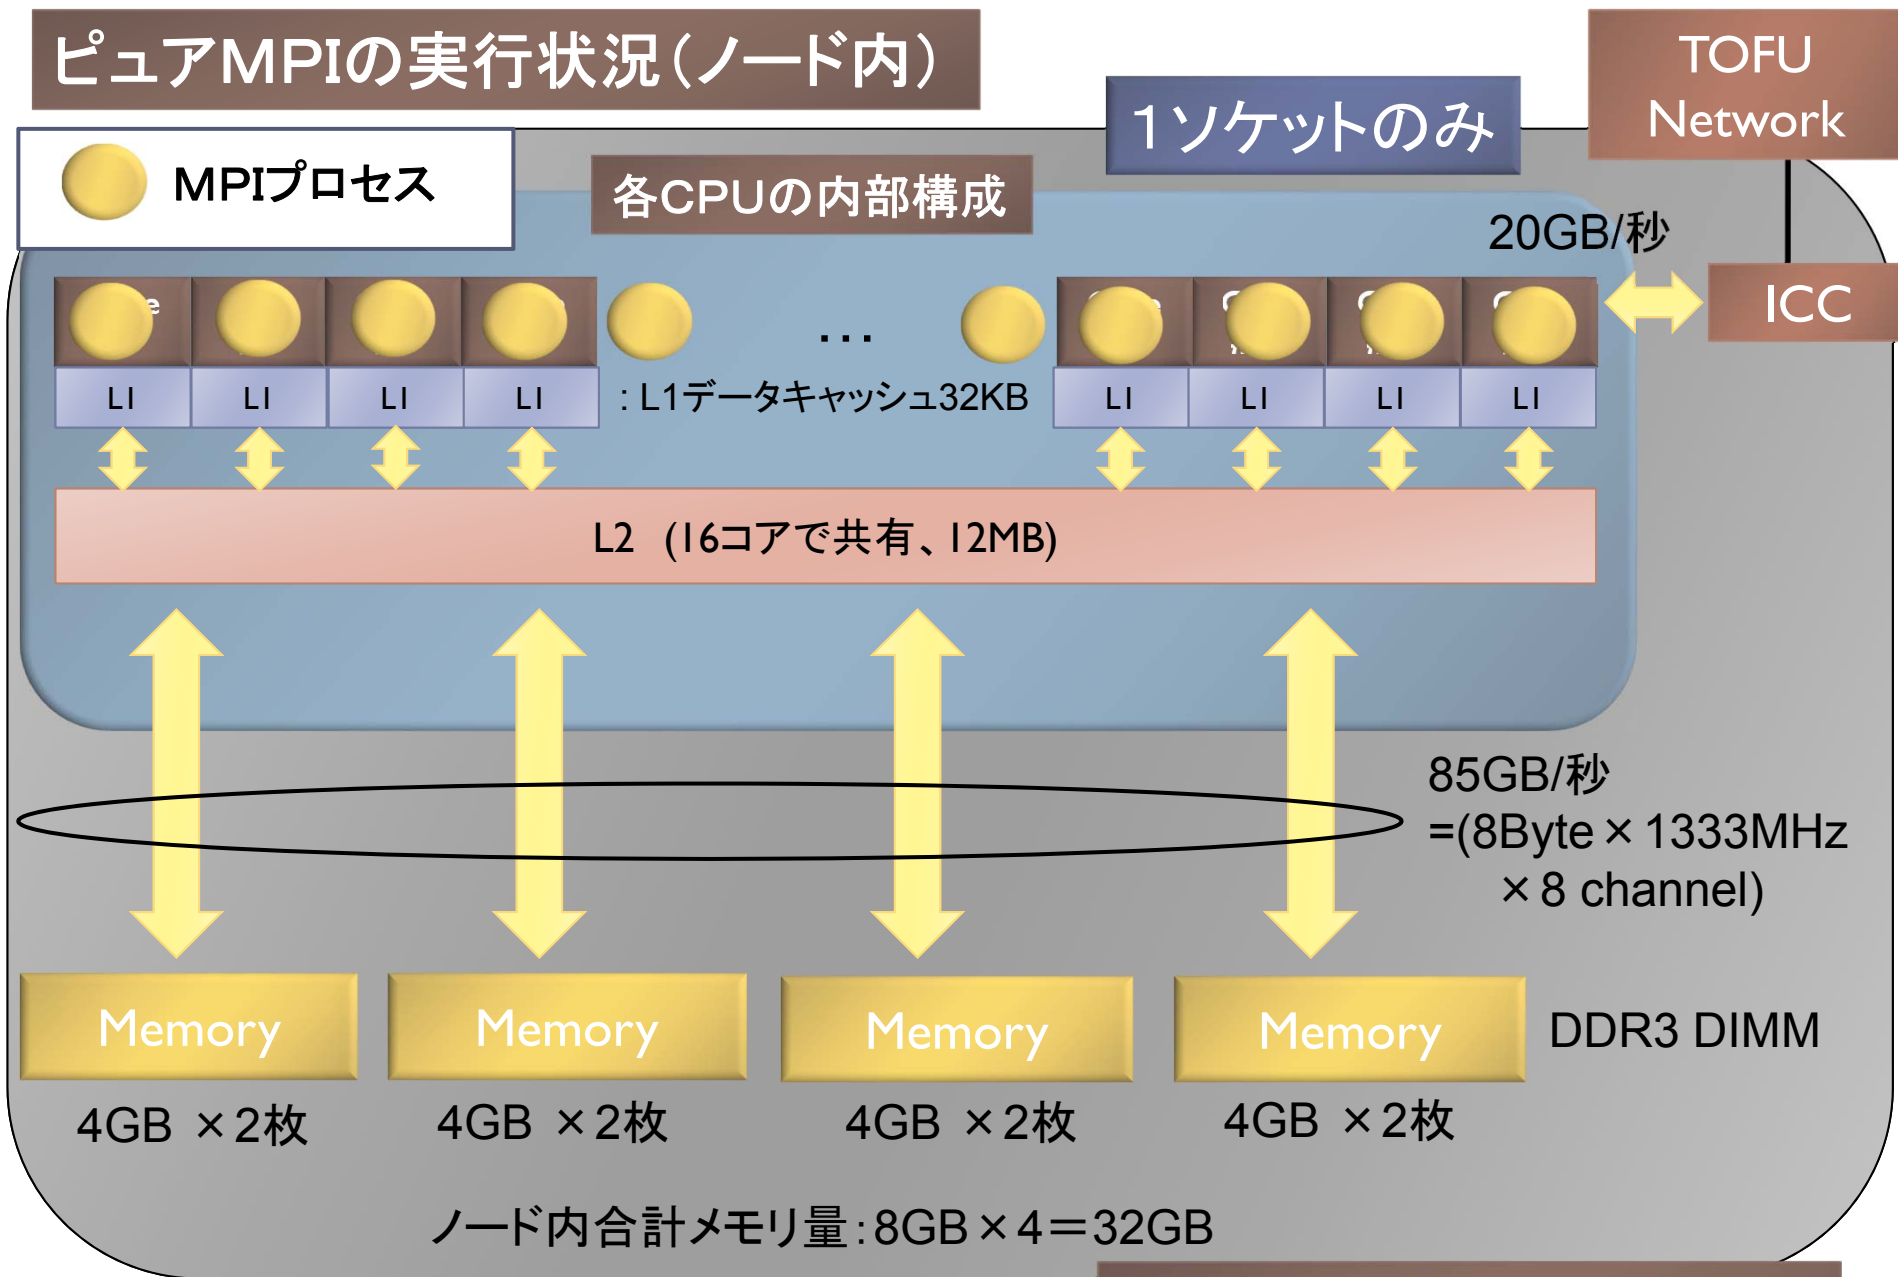 ピュアMPIの実行状況(ノード内)
TOFU
Network
1ソケットのみ
MPIプロセス
各CPUの内部構成
20GB/秒
ICC
...
L1
L1
L1
L1
: L1データキャッシュ32KB
L1
L1
L1
L1
L2 (16コアで共有、12MB)
85GB/秒
=(8Byte×1333MHz
×8 channel)
Memory
Memory
Memory
Memory
DDR3 DIMM
4GB ×2枚
4GB ×2枚
4GB ×2枚
4GB ×2枚
ノード内合計メモリ量:8GB×4=32GB